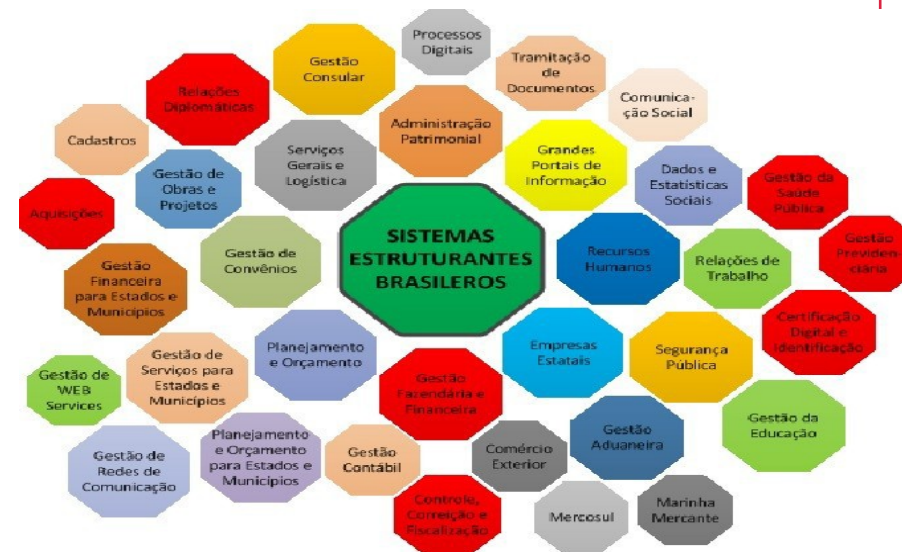 Processos
Digitais
Gestão
Consular
Tramitação
de
Documentos
Relações
Diplomáticas
Comunica-
ção Social
Cadastros
Administração
Patrimonial
Serviços
Gerais e
Logística
Grandes
Portais de
Informação
Gestão de
Obras e
Projetos
Dados e
Estatísticas
Sociais
Gestão da
Saúde
Pública
Aquisições
SISTEMAS
ESTRUTURANTES
BRASILEROS
Gestão de
Convênios
Recursos
Humanos
Relações de
Trabalho
Gestão
Previden-
ciária
Gestão
Financeira
para Estados e
Municípios
Certificação
Digital e
Identificação
Planejamento
e Orçamento
Empresas
Estatais
Segurança
Pública
Gestão de
WEB
Services
Gestão de
Serviços para
Estados e
Municípios
Gestão
Fazendária e
Financeira
Gestão da
Educação
Gestão de
Redes de
Comunicação
Planejamento
e Orçamento
para Estados e
Municípios
Gestão
Contábil
Comércio
Exterior
Gestão
Aduaneira
Controle,
Correição e
Fiscalização
Mercosul
Marinha
Mercante